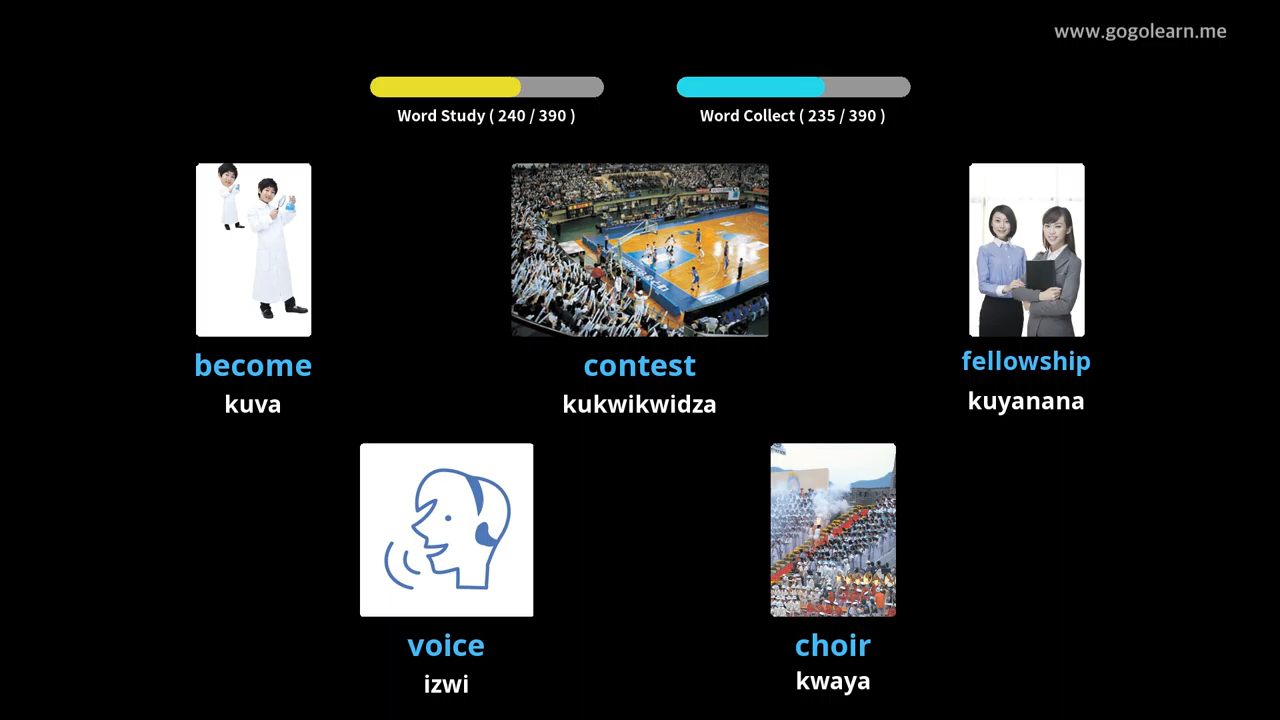 www.gogolearn.me
Word Study ( 240 / 390 )
Word Collect ( 235 / 390 )
become
kuva
contest
kukwikwidza
fellowship
kuyanana
voice
izwi
choir
kwaya